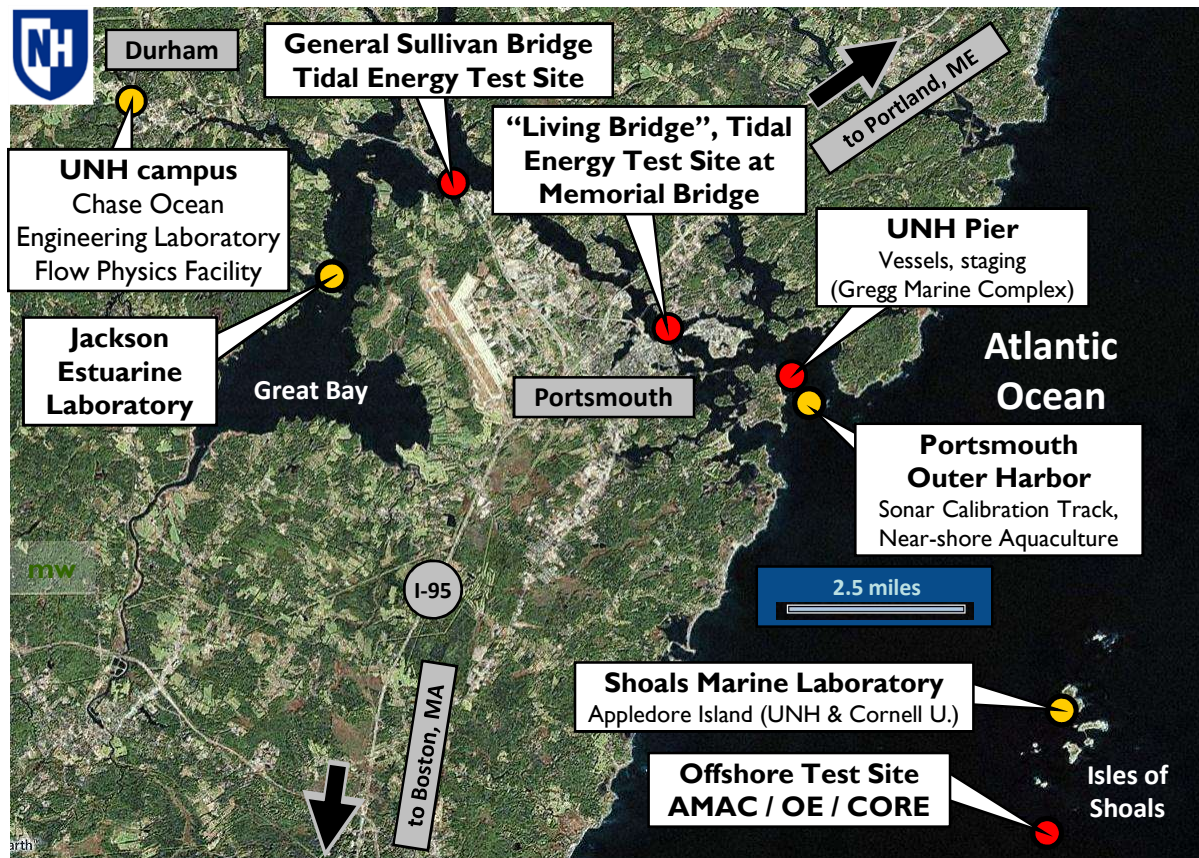 NH
Durham
General Sullivan Bridge
Tidal Energy Test Site
“Living Bridge”, Tidal
Energy Test Site at
Memorial Bridge
to Portland, ME
UNH campus
Chase Ocean
Engineering Laboratory
Flow Physics Facility
UNH Pier
Vessels, staging
(Gregg Marine Complex)
Jackson
Estuarine
Laboratory
Great Bay
Portsmouth
Atlantic
Ocean
Portsmouth
Outer Harbor
Sonar Calibration Track,
Near-shore Aquaculture
mw
I-95
2.5 miles
to Boston, MA
Shoals Marine Laboratory
Appledore Island (UNH & Cornell U.)
Offshore Test Site
AMAC / OE / CORE
Isles of
Shoals
arth